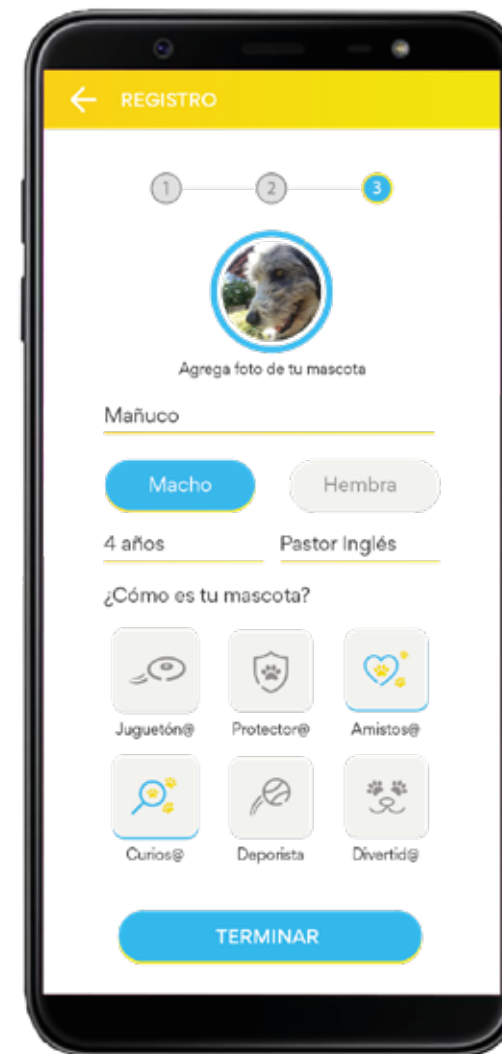 REGISTRO
1 2 3
Agrega foto de tu mascota
Mañuco
Macho Hembra
4 años Pastor Inglés
¿Cómo es tu mascota?
Juguetón@ Protector@ Amistos@
Curios@ Deporista Divertid@
TERMINAR